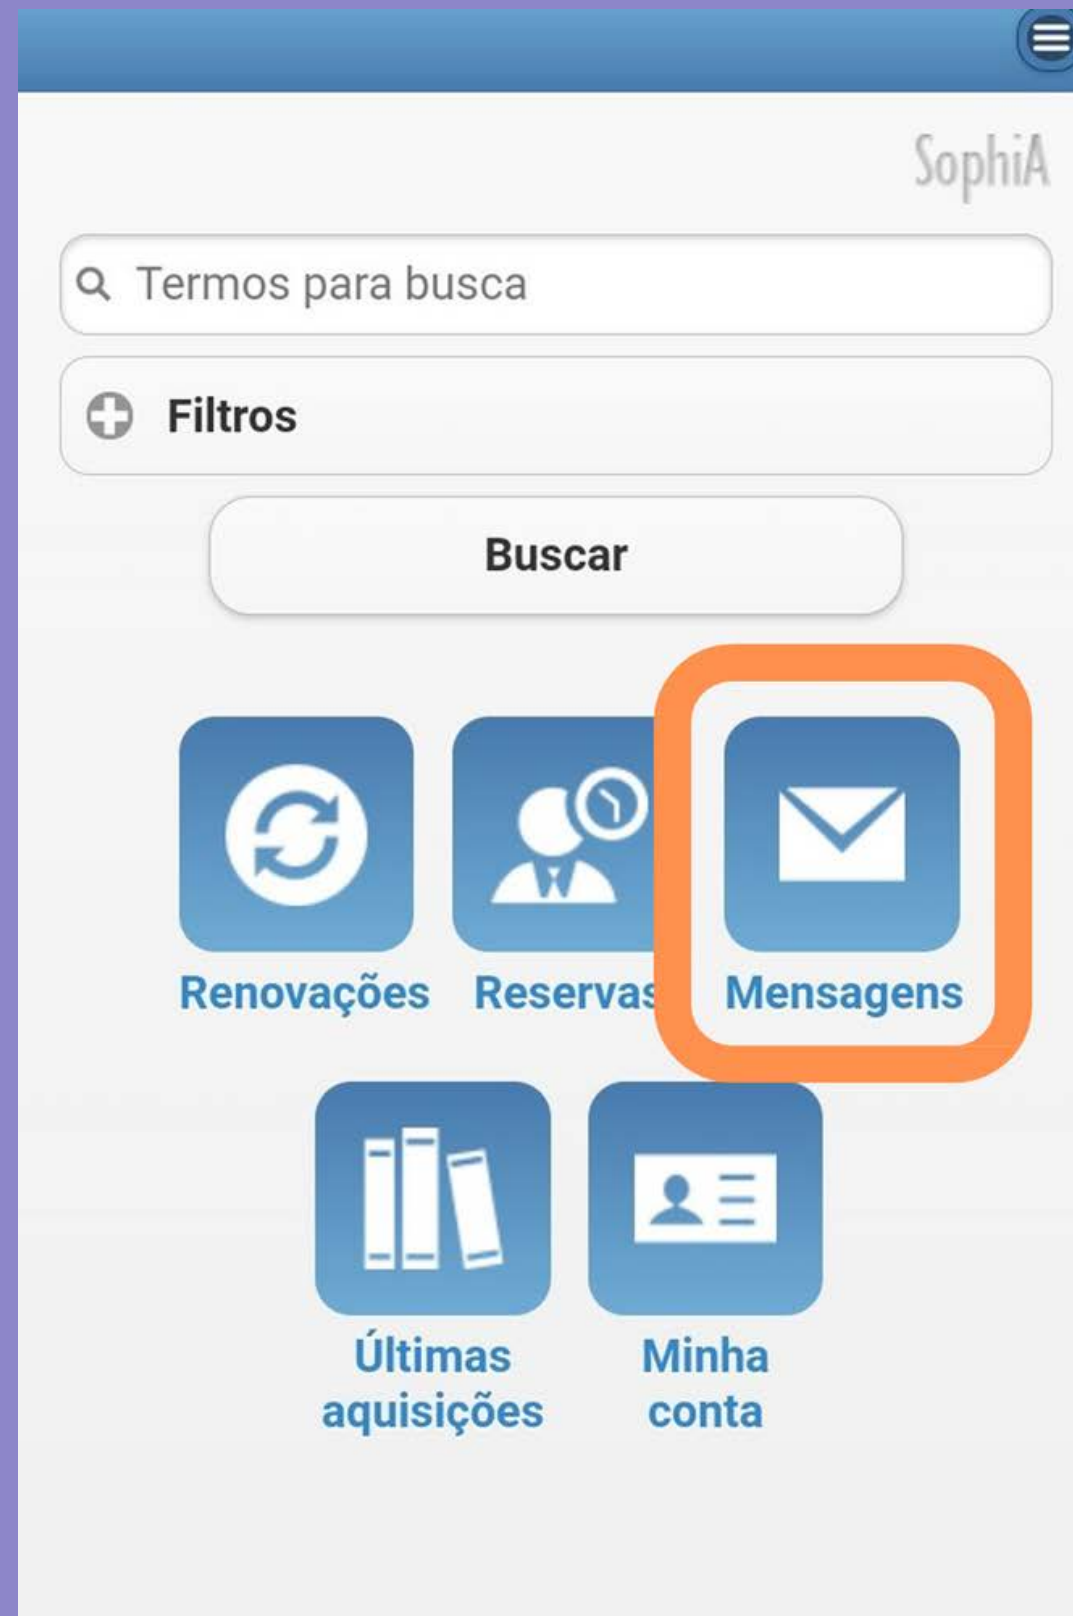 SophiA
Termos para busca
Filtros
Buscar
Renovações Reservas Mensagens
Últimas Minha
aquisições conta